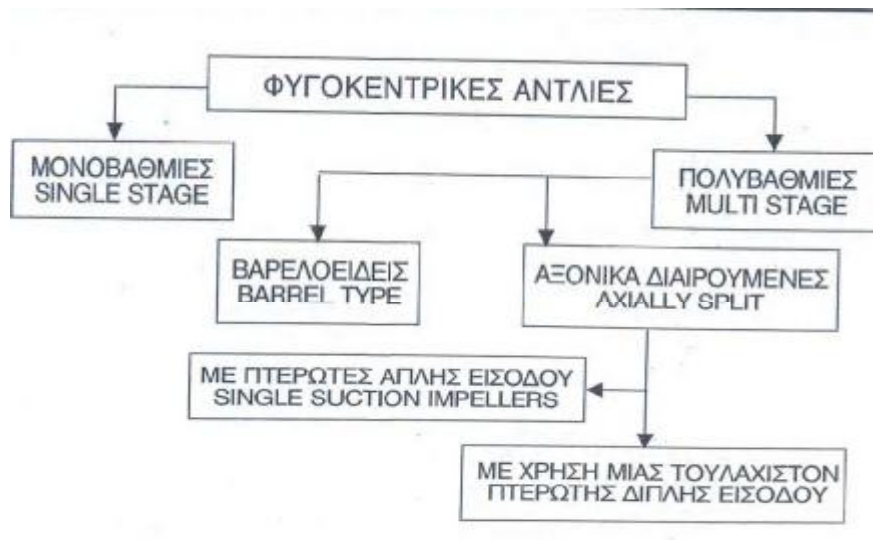 ΦΥΓΟΚΕΝΤΡΙΚΕΣ ΑΝΤΛΙΕΣ
ΜΟΝΟΒΑΘΜΙΕΣ
SINGLE STAGE
ΠΟΛΥΒΑΘΜΙΕΣ
MULTI STAGE
ΒΑΡΕΛΟΕΙΔΕΙΣ
BARREL TYPE
ΑΞΟΝΙΚΑ ΔΙΑΙΡΟΥΜΕΝΕΣ
AXIALLY SPLIT
ΜΕ ΠΤΕΡΩΤΕΣ ΑΠΛΗΣ ΕΙΣΟΔΟΥ
SINGLE SUCTION IMPELLERS
ΜΕ ΧΡΗΣΗ ΜΙΑΣ ΤΟΥΛΑΧΙΣΤΟΝ
ΠΤΕΡΩΤΗΣ ΔΙΠΛΗΣ ΕΙΣΟΔΟΥ